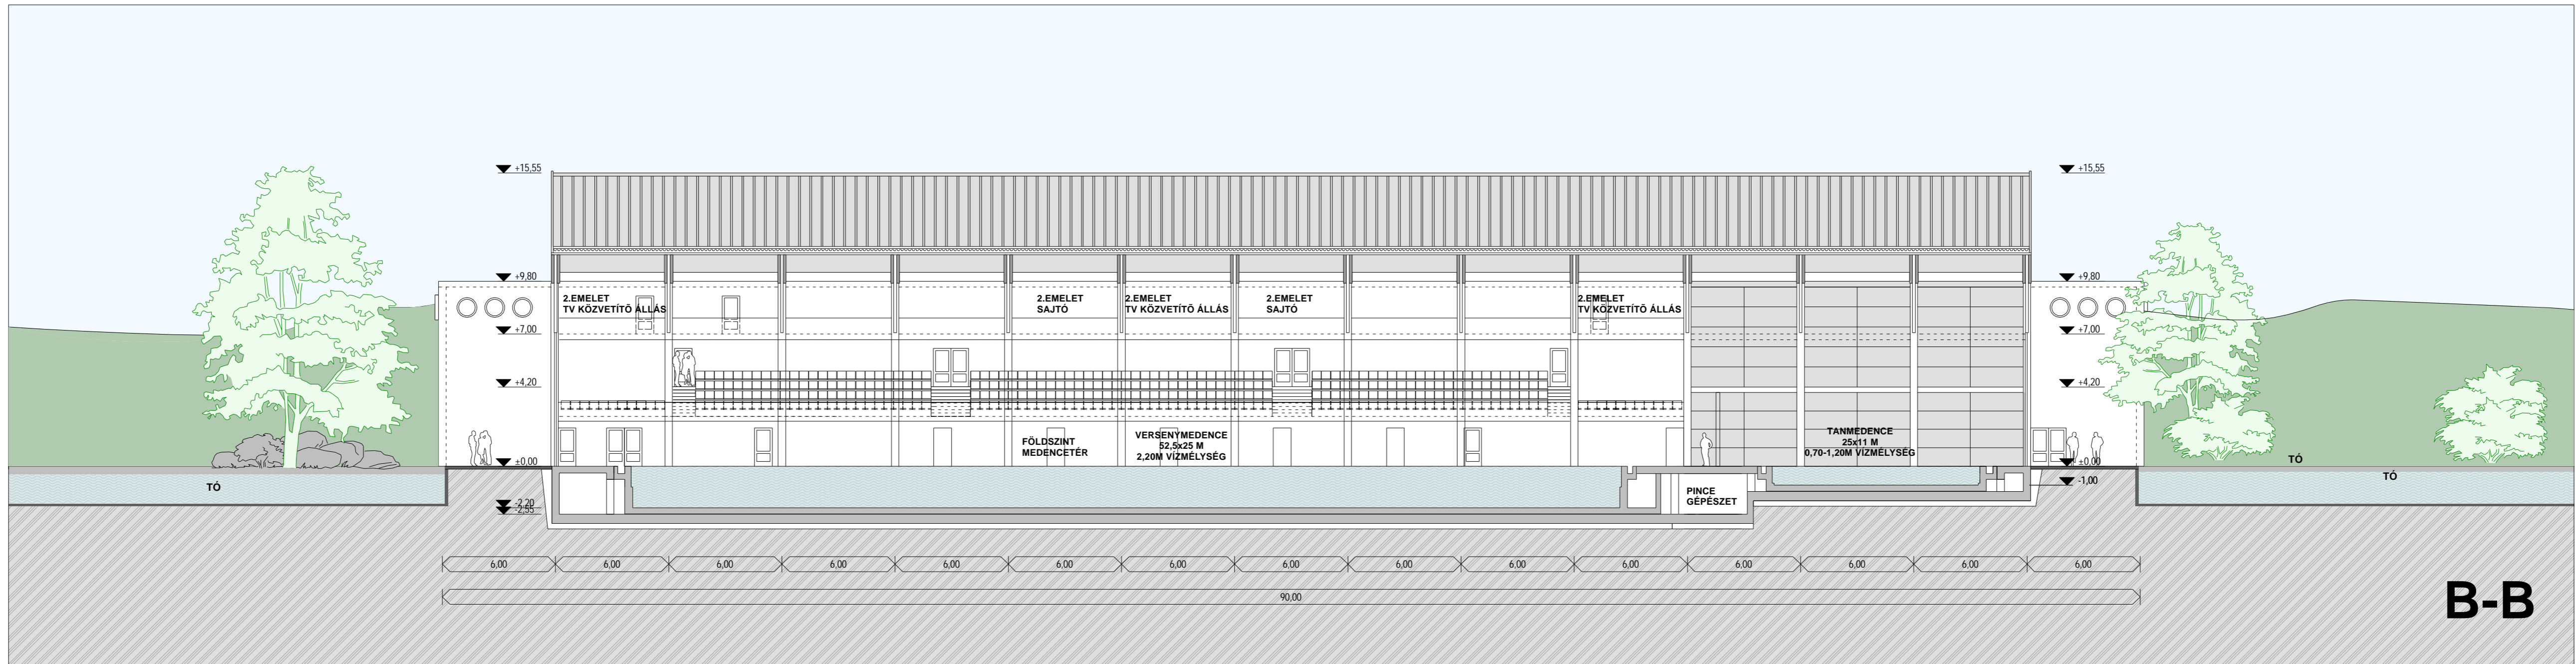 +15,55
+15,55
+9,80
+9,80
2.EMELET
TV KÖZVETÍTÕ ÁLLÁS
2.EMELET
SAJTÓ
2.EMELET
TV KÖZVETÍTÕ ÁLLÁS
2.EMELET
SAJTÓ
2.EMELET
TV KÖZVETÍTÕ ÁLLÁS
+7,00
+7,00
+4,20
+4,20
FÖLDSZINT
MEDENCETÉR
VERSENYMEDENCE
52,5x25 M
2,20M VÍZMÉLYSÉG
TANMEDENCE
25x11 M
0,70-1,20M VÍZMÉLYSÉG
±0,00
±0,00
TÓ
TÓ
TÓ
-1,00
PINCE
GÉPÉSZET
-2,20
-2,55
6,00 6,00 6,00 6,00 6,00 6,00 6,00 6,00 6,00 6,00 6,00 6,00 6,00 6,00 6,00
90,00
B-B